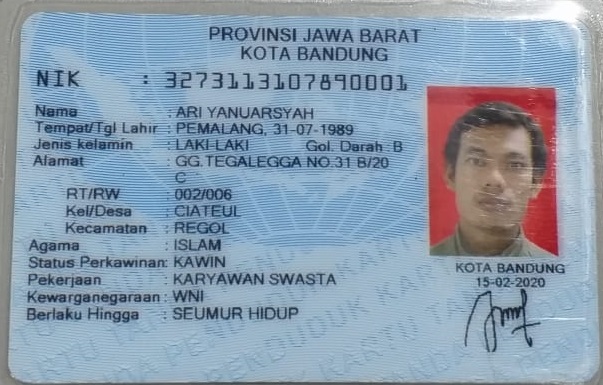 PROVINSI JAWA BARAT
KOTA BANDUNG
NIK : 3273113107890001
Nama : ARI YANUARSYAH
Tempat/Tgl Lahir : PEMALANG, 31-07-1989
Jenis kelamin : LAKI-LAKI Gol. Darah B
Alamat : GG.TEGALEGGA NO.31 B/20
C
RT/RW : 002/006
Kel/Desa : CIATEUL
Kecamatan : REGOL
Agama : ISLAM
Status Perkawinan: KAWIN
Pekerjaan : KARYAWAN SWASTA
Kewarganegaraan : WNI
Berlaku Hingga : SEUMUR HIDUP
KOTA BANDUNG
15-02-2020